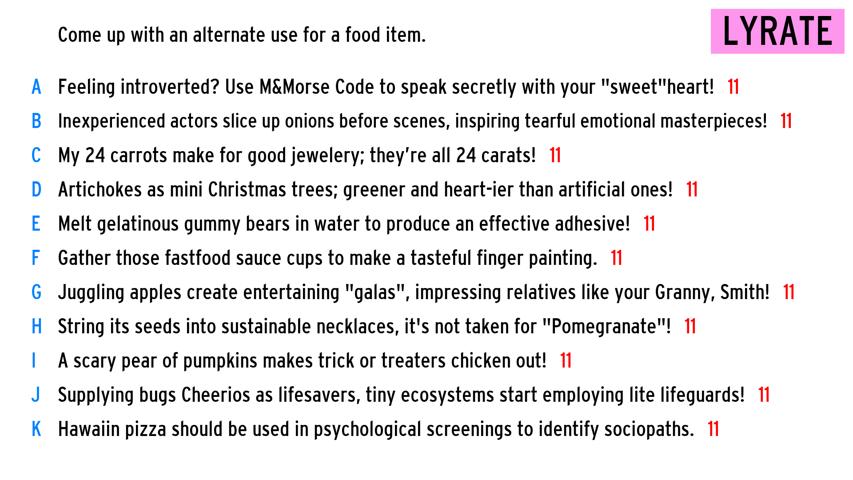 Come up with an alternate use for a food item.
LYRATE
A Feeling introverted? Use M&Morse Code to speak secretly with your "sweet"heart! 11
B Inexperienced actors slice up onions before scenes, inspiring tearful emotional masterpieces! 11
C My 24 carrots make for good jewelery; they're all 24 carats! 11
D Artichokes as mini Christmas trees; greener and heart-ier than artificial ones! 11
E Melt gelatinous gummy bears in water to produce an effective adhesive! 11
F Gather those fastfood sauce cups to make a tasteful finger painting. 11
G Juggling apples create entertaining "galas", impressing relatives like your Granny, Smith! 11
H String its seeds into sustainable necklaces, it's not taken for "Pomegranate"! 11
I A scary pear of pumpkins makes trick or treaters chicken out! 11
J Supplying bugs Cheerios as lifesavers, tiny ecosystems start employing lite lifeguards! 11
K Hawaiin pizza should be used in psychological screenings to identify sociopaths. 11